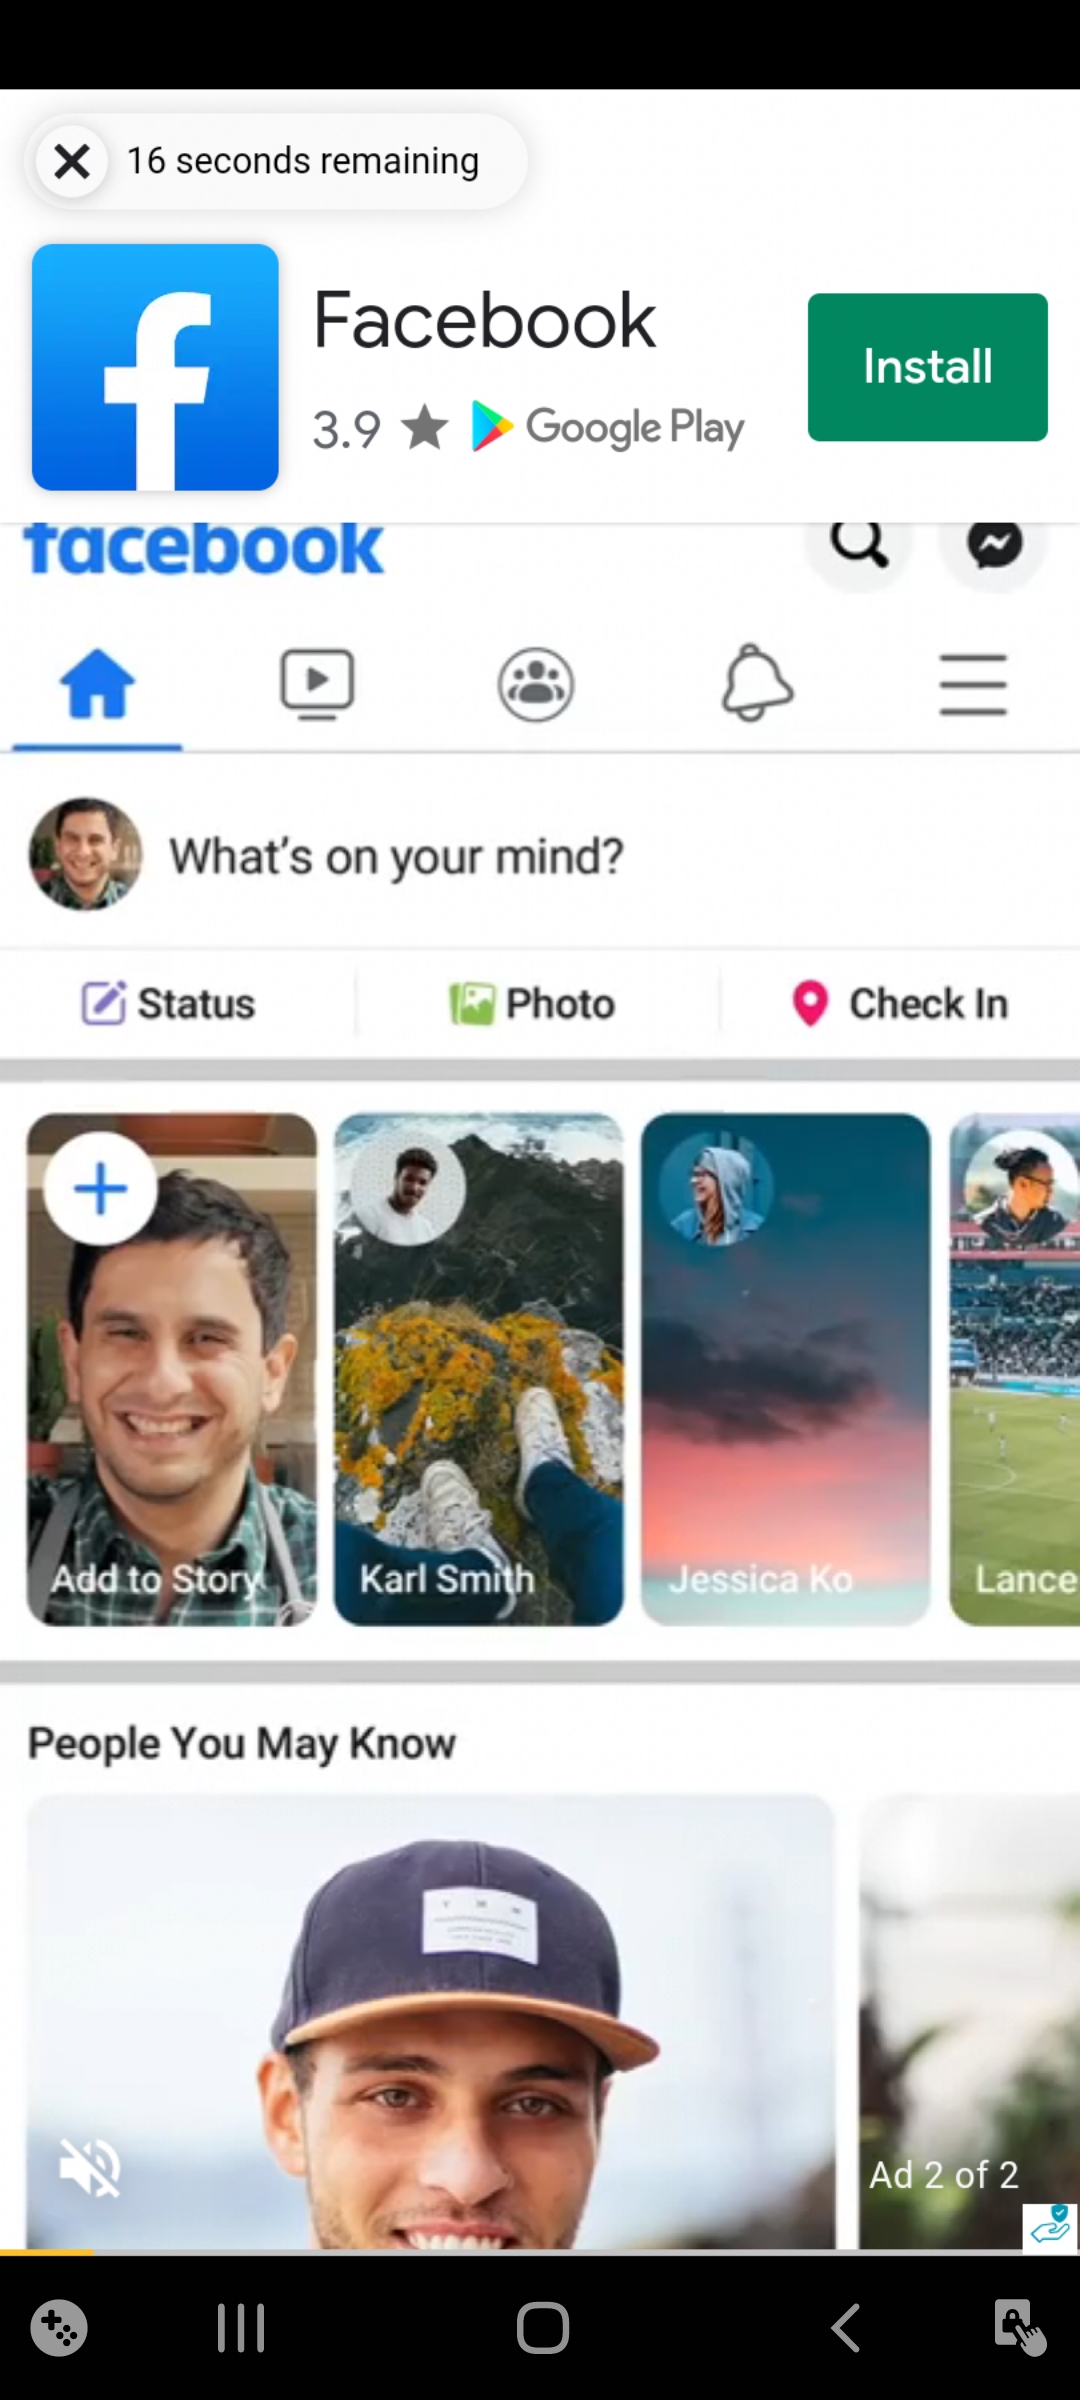 16 seconds remaining
Facebook
3.9 ★ Google Play
Install
facebook
What's on your mind?
Status
Photo
Check In
Add to Story
Karl Smith
Jessica Ko
Lance
People You May Know
Ad 2 of 2